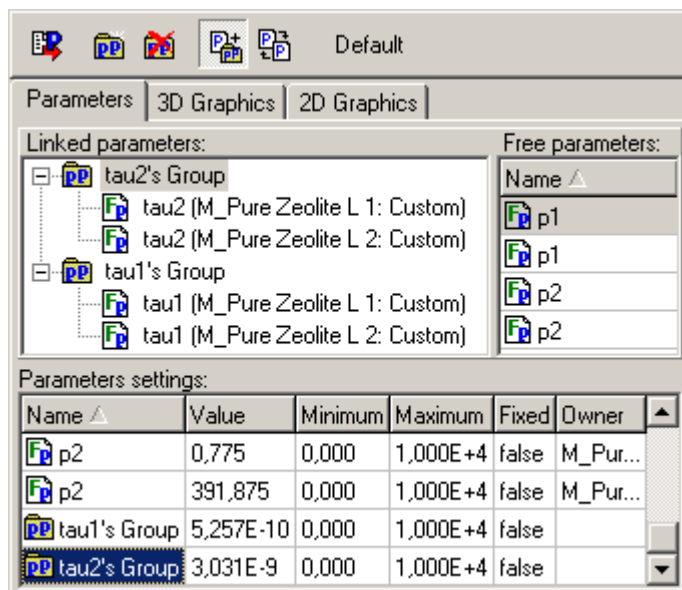 Default
Parameters 3D Graphics 2D Graphics
Linked parameters:
tau2's Group
tau2 (M_Pure Zeolite L 1: Custom)
tau2 (M_Pure Zeolite L 2: Custom)
tau1's Group
tau1 (M_Pure Zeolite L 1: Custom)
tau1 (M_Pure Zeolite L 2: Custom)
Free parameters:
Name
p1
p1
p2
p2
Parameters settings:
Name Value Minimum Maximum Fixed Owner
p2 0,775 0,000 1,000E+4 false M_Pur...
p2 391,875 0,000 1,000E+4 false M_Pur...
tau1's Group 5,257E-10 0,000 1,000E+4 false
tau2's Group 3,031E-9 0,000 1,000E+4 false